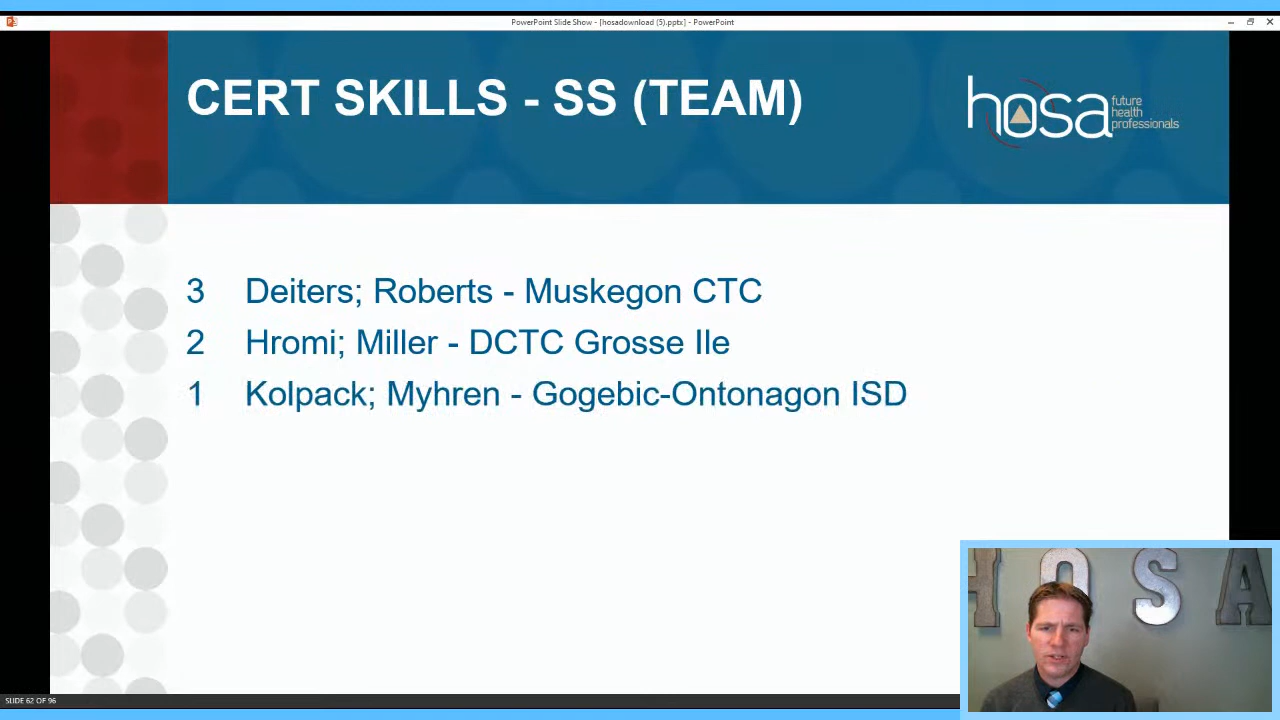 PowerPoint Slide Show - [hosadownload (5).pptx] - PowerPoint
CERT SKILLS - SS (TEAM)
hosa future health professionals
3 Deiters; Roberts - Muskegon CTC
2 Hromi; Miller - DCTC Grosse Ile
1 Kolpack; Myhren - Gogebic-Ontonagon ISD
HOSA
SLIDE 62 OF 96